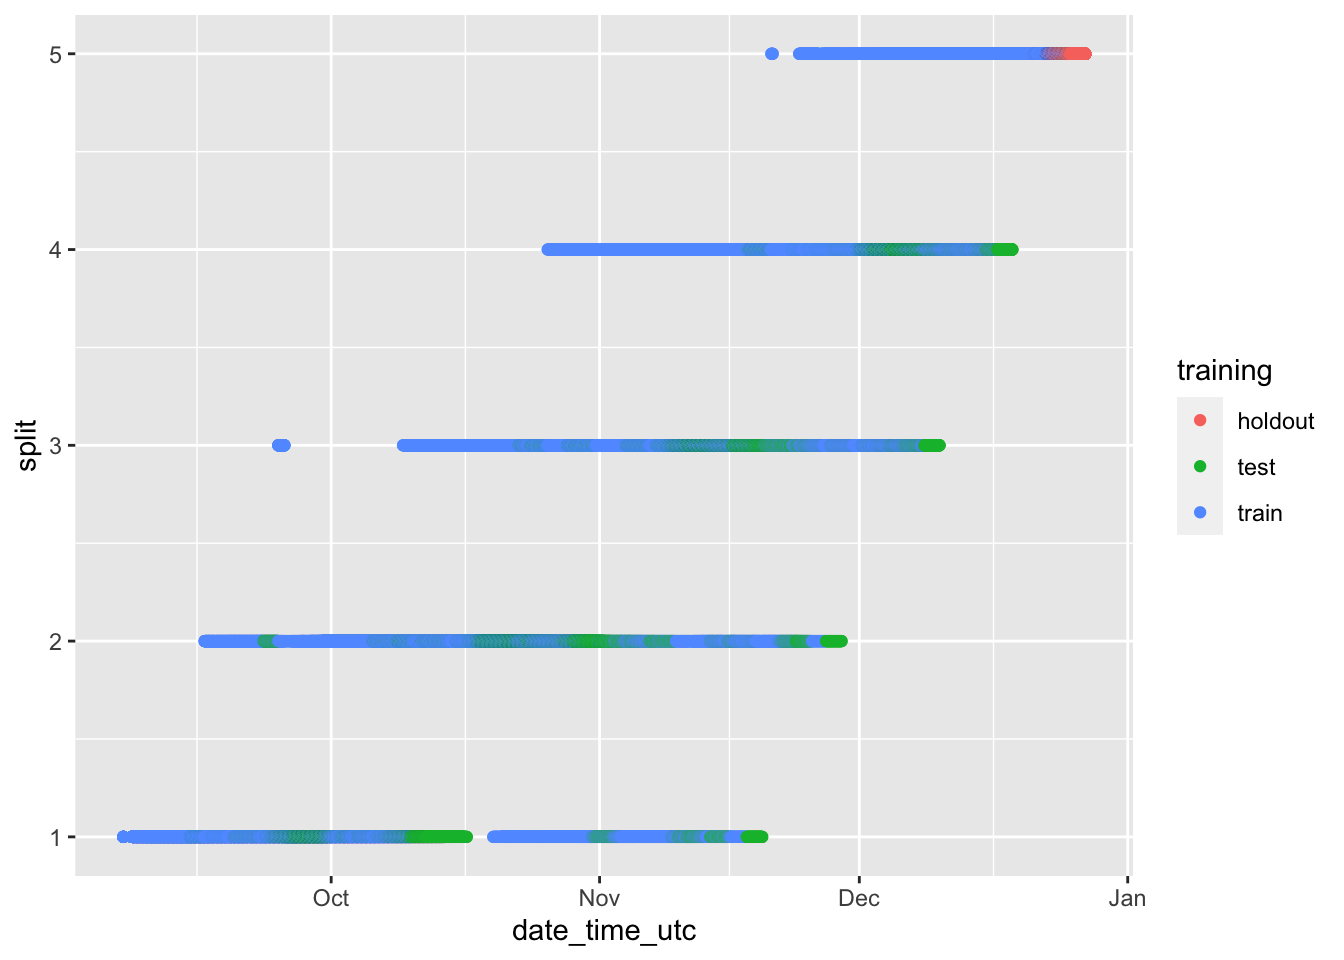 5
4
3
2
1
split
Oct Nov Dec Jan
date_time_utc
training
holdout
test
train